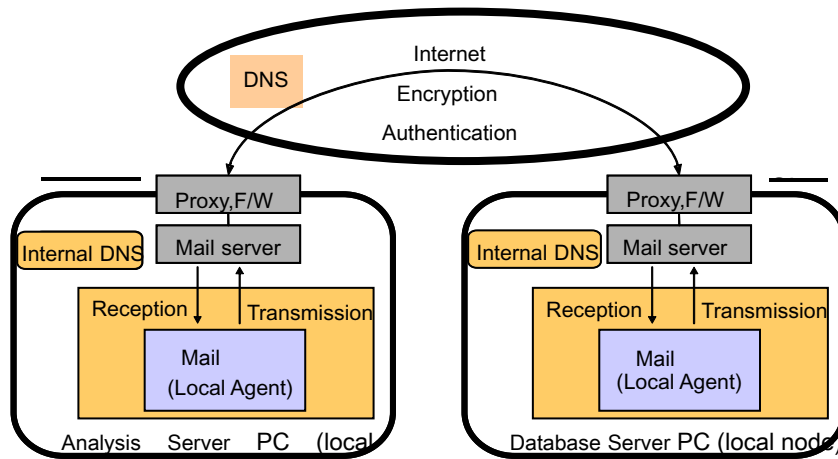 Internet
DNS
Encryption
Authentication
Proxy,F/W
Mail server
Internal DNS
Reception
Transmission
Mail
(Local Agent)
Analysis Server PC (local
Proxy,F/W
Mail server
Internal DNS
Reception
Transmission
Mail
(Local Agent)
Database Server PC (local node)